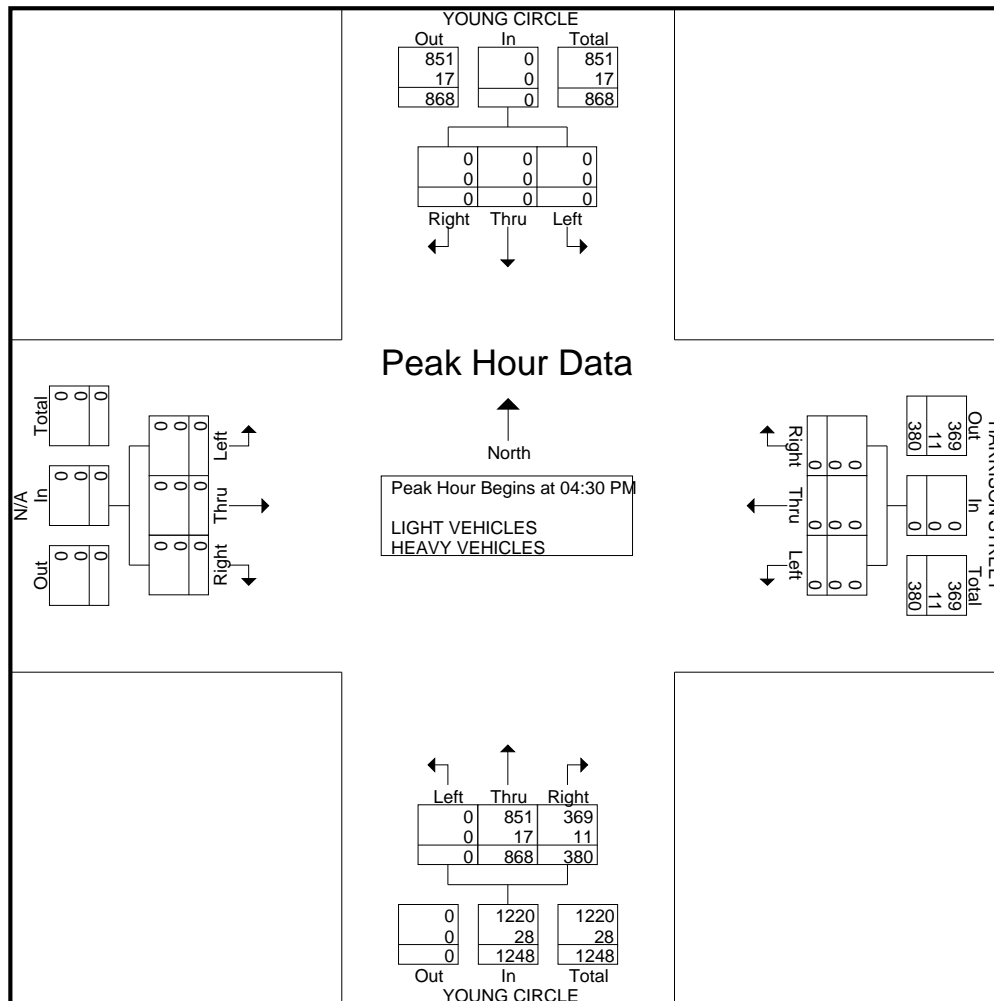 YOUNG CIRCLE
Out In Total
851 0 851
17 0 17
868 0 868
0 0 0
0 0 0
0 0 0
Right Thru Left
Peak Hour Data
North
Peak Hour Begins at 04:30 PM
LIGHT VEHICLES
HEAVY VEHICLES
N/A
Total In Out
0 0 0
0 0 0
0 0 0
Left Thru Right
0 0 0
0 0 0
0 0 0
HARRISON STREET
Out In Total
369 0 369
11 0 11
380 0 380
Right Thru Left
0 0 0
0 0 0
0 0 0
Left Thru Right
0 851 369
0 17 11
0 868 380
0 1220 1220
0 28 28
0 1248 1248
Out In Total
YOUNG CIRCLE